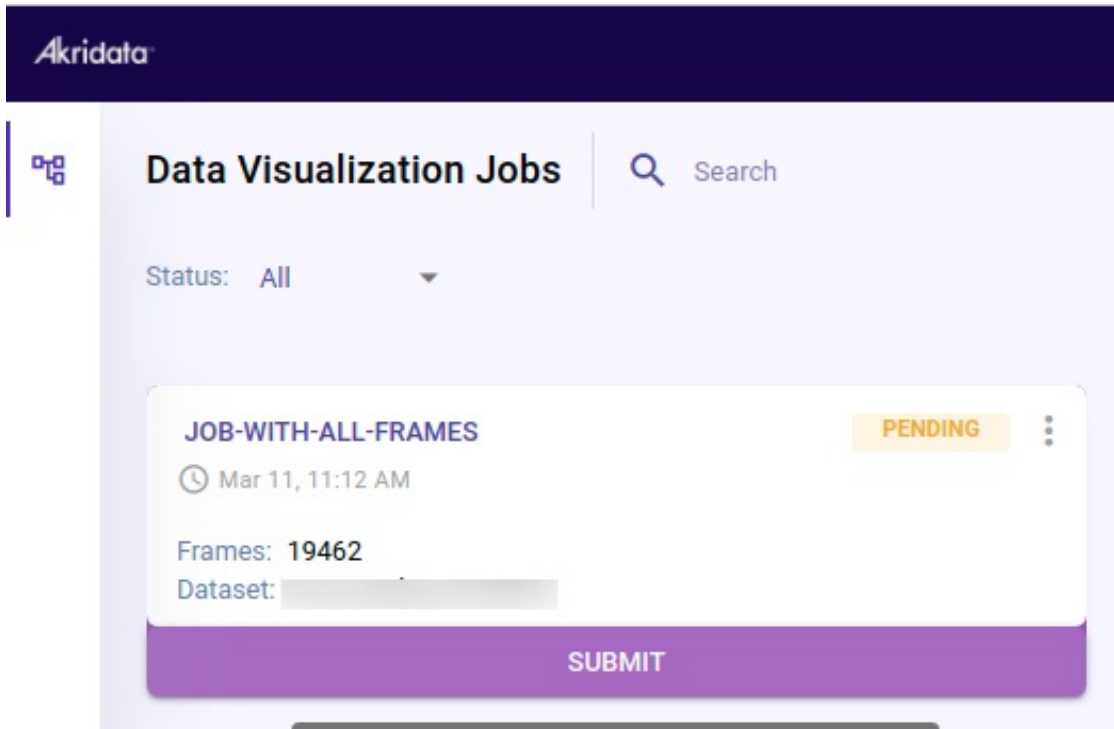 Akridata
Data Visualization Jobs
Search
Status: All
JOB-WITH-ALL-FRAMES
PENDING
Mar 11, 11:12 AM
Frames: 19462
Dataset:
SUBMIT